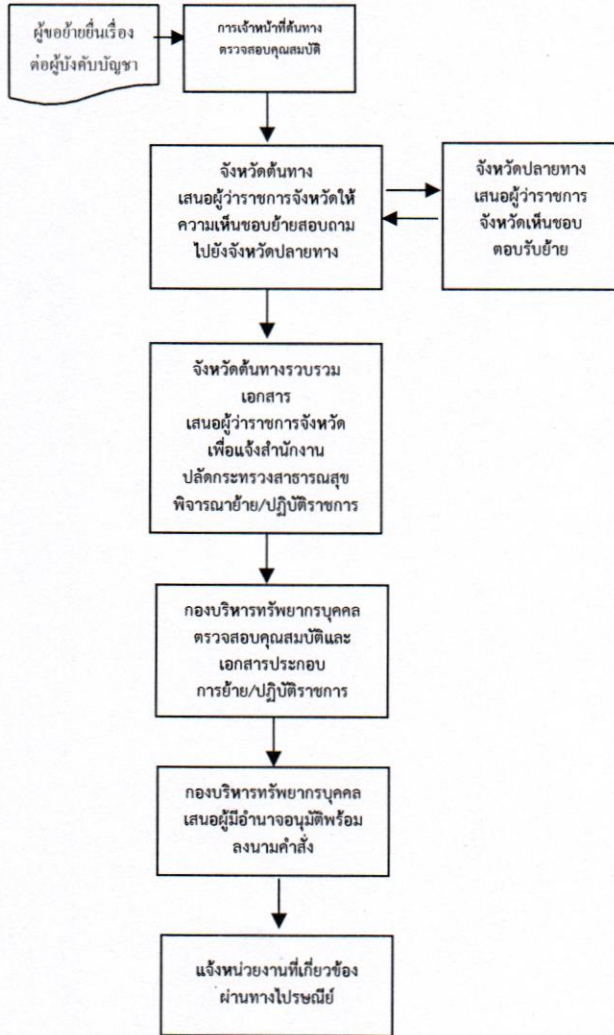 ผู้ขอย้ายยื่นเรื่อง
ต่อผู้บังคับบัญชา
การเจ้าหน้าที่ต้นทาง
ตรวจสอบคุณสมบัติ
จังหวัดต้นทาง
เสนอผู้ว่าราชการจังหวัดให้
ความเห็นชอบย้ายสอบถาม
ไปยังจังหวัดปลายทาง
จังหวัดปลายทาง
เสนอผู้ว่าราชการ
จังหวัดเห็นชอบ
ตอบรับย้าย
จังหวัดต้นทางรวบรวม
เอกสาร
เสนอผู้ว่าราชการจังหวัด
เพื่อแจ้งสำนักงาน
ปลัดกระทรวงสาธารณสุข
พิจารณาย้าย/ปฏิบัติราชการ
กองบริหารทรัพยากรบุคคล
ตรวจสอบคุณสมบัติและ
เอกสารประกอบ
การย้าย/ปฏิบัติราชการ
กองบริหารทรัพยากรบุคคล
เสนอผู้มีอำนาจอนุมัติพร้อม
ลงนามคำสั่ง
แจ้งหน่วยงานที่เกี่ยวข้อง
ผ่านทางไปรษณีย์